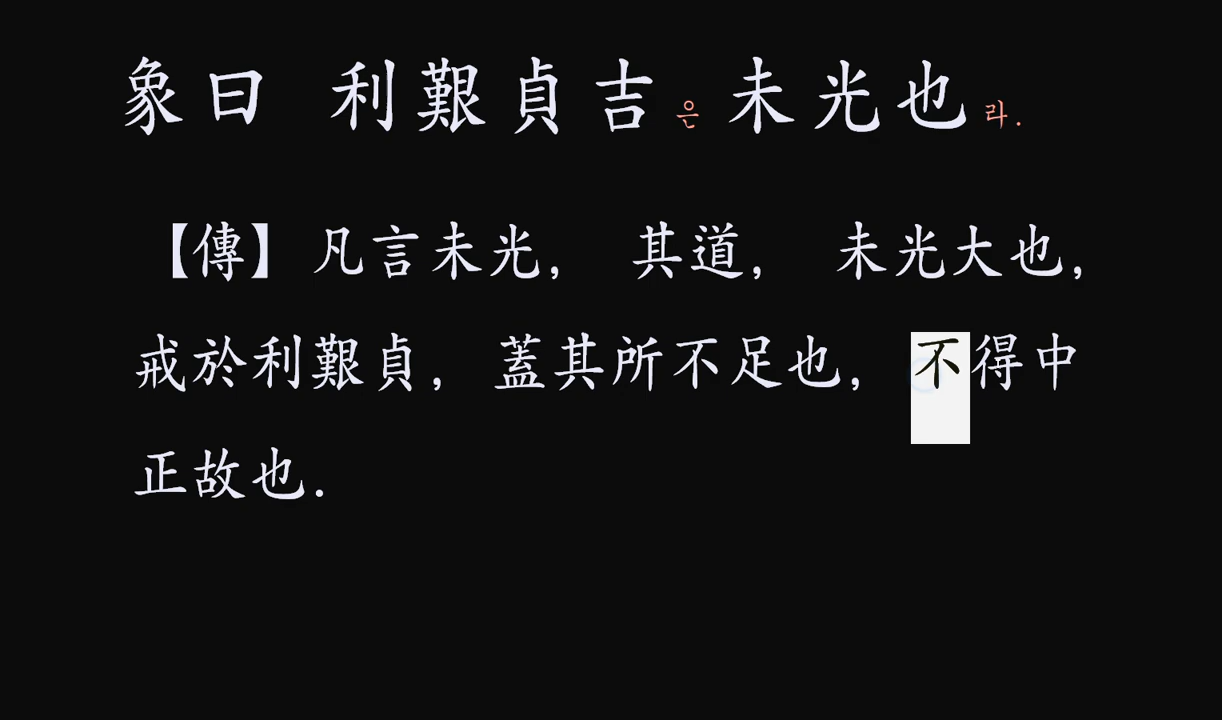 象曰 利艱貞吉은 未光也라.
【傳】凡言未光, 其道, 未光大也,
戒於利艱貞, 蓋其所不足也, 不得中
正故也.